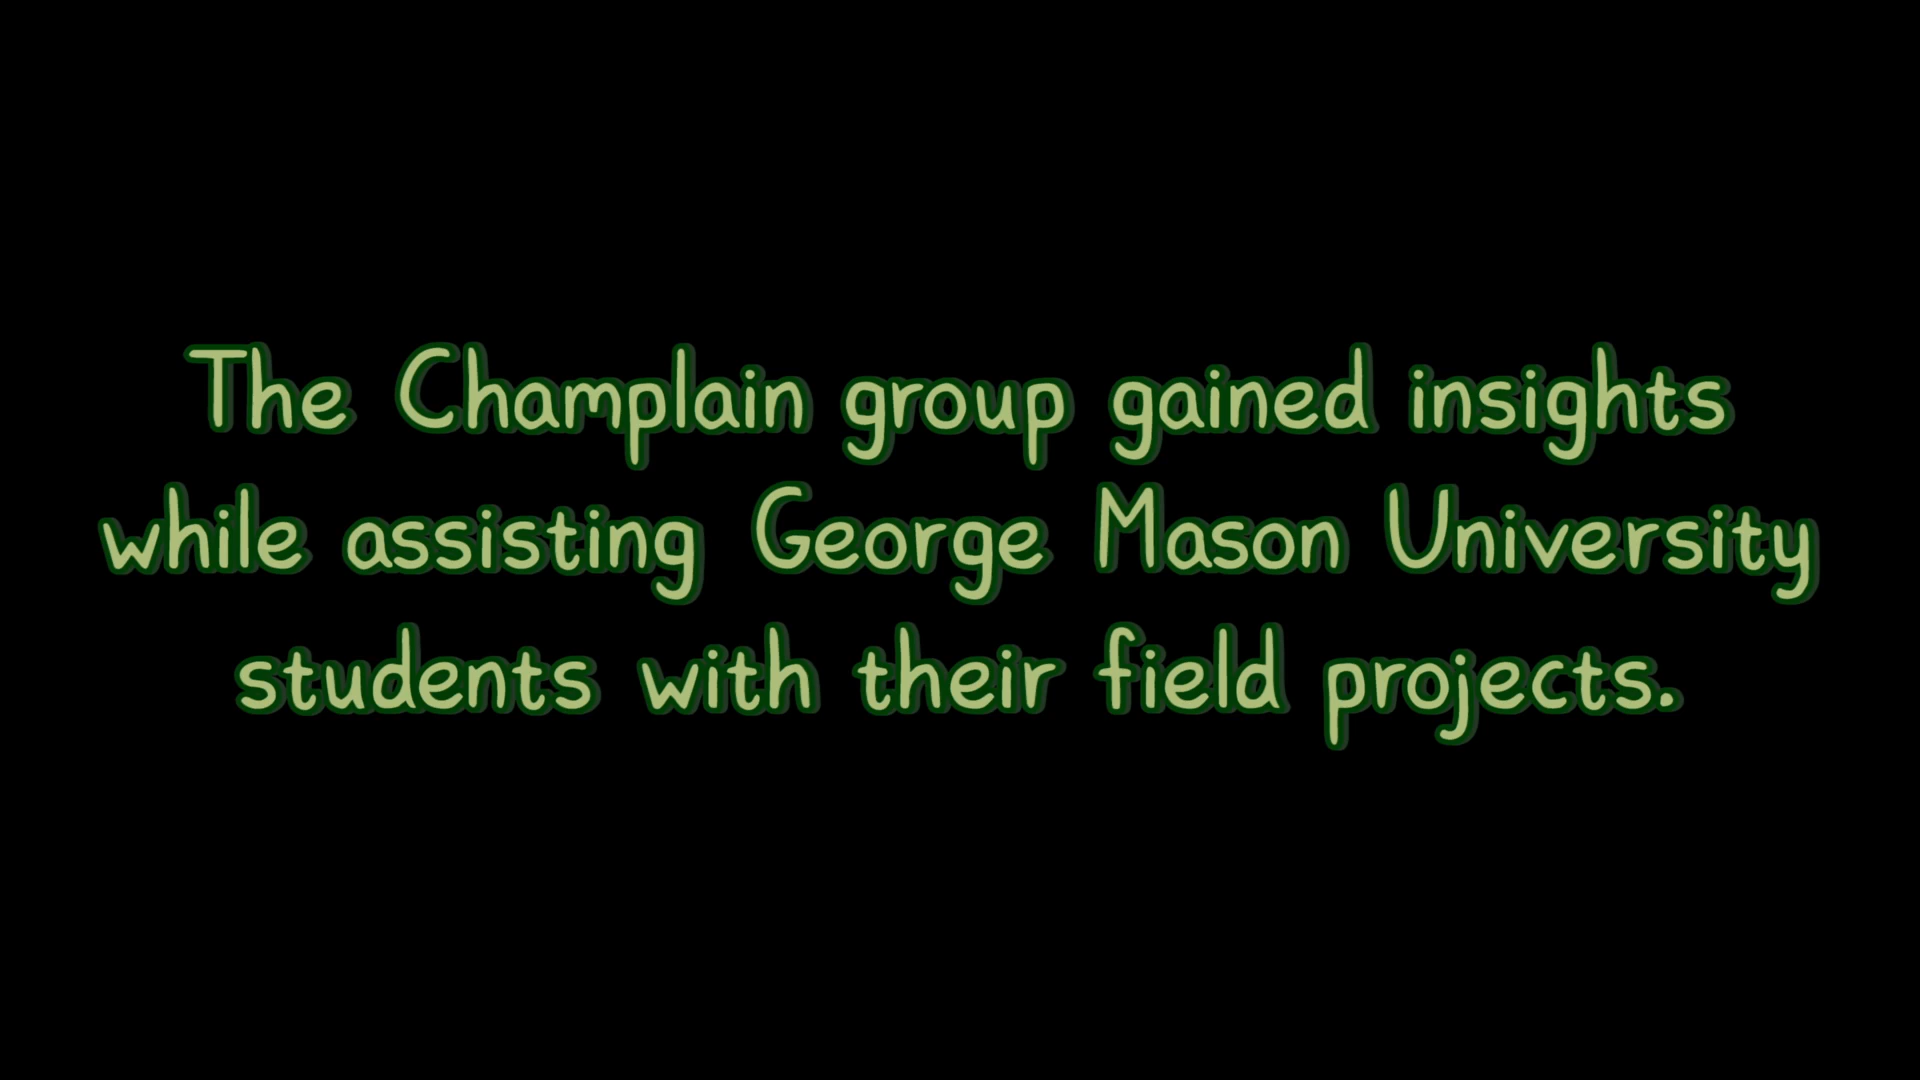 The Champlain group gained insights
while assisting George Mason University
students with their field projects.